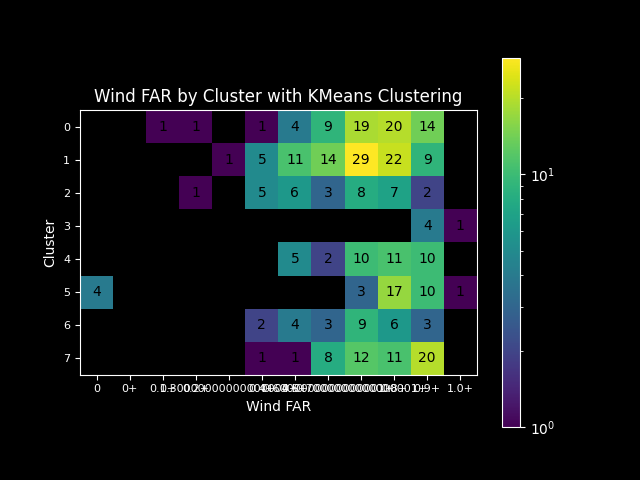 Wind FAR by Cluster with KMeans Clustering
10¹
10⁰
Cluster
0 1 1 1 4 9 19 20 14
1 1 5 11 14 29 22 9
2 1 5 6 3 8 7 2
3 4 1
4 5 2 10 11 10
5 4 3 17 10 1
6 2 4 3 9 6 3
7 1 1 8 12 11 20
0 0+ 0.9+ 1.0+
Wind FAR